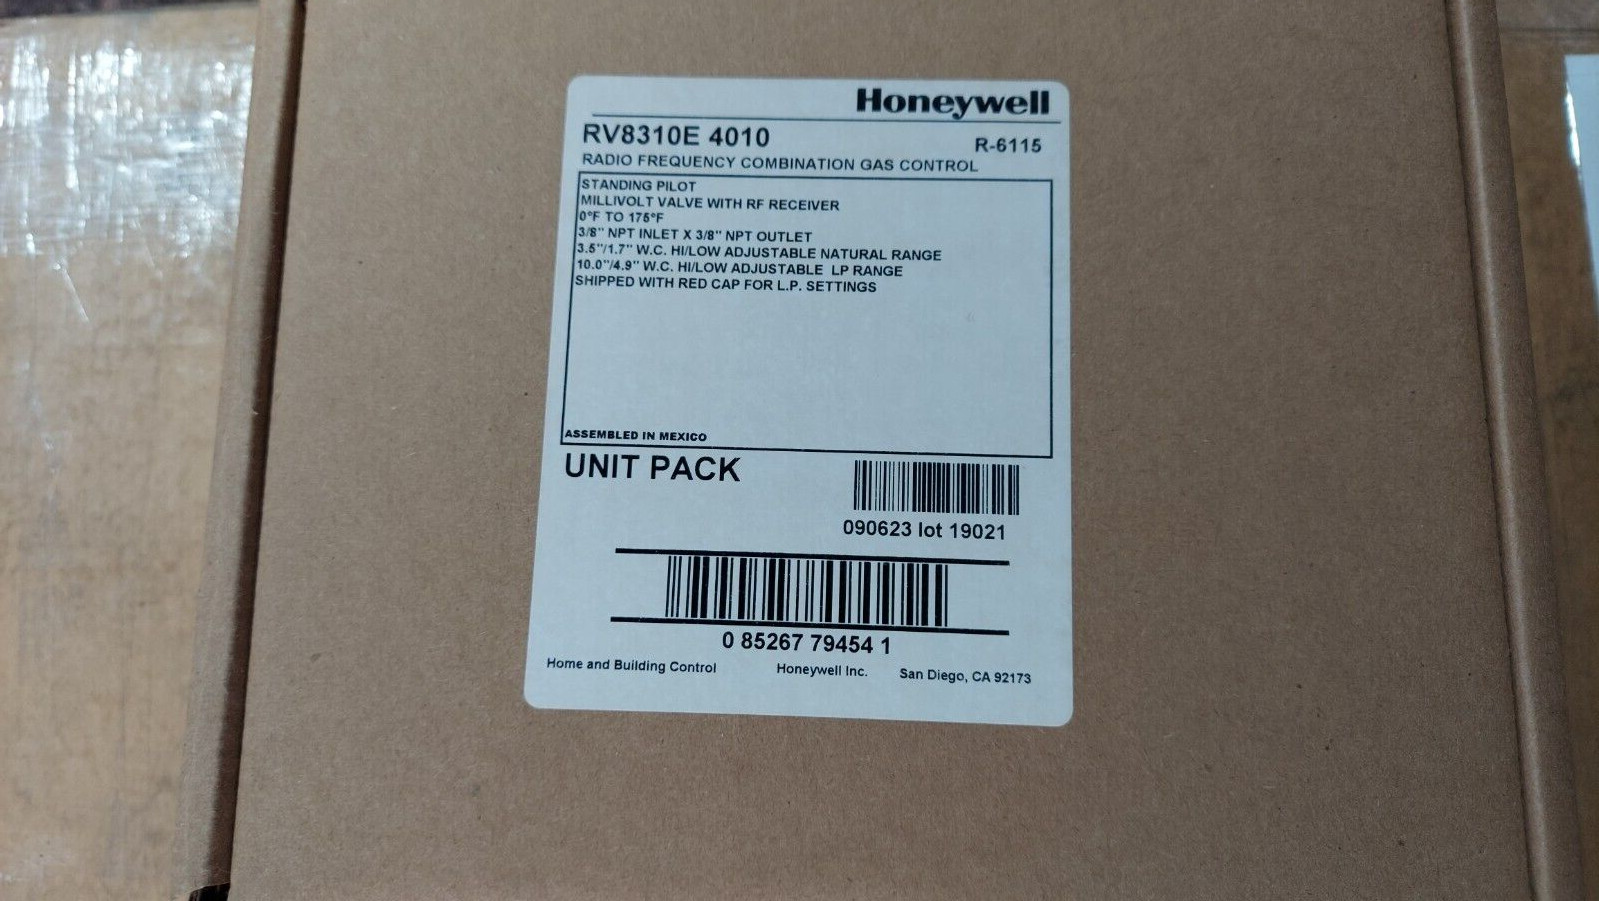 Honeywell
RV8310E 4010 R-6115
RADIO FREQUENCY COMBINATION GAS CONTROL
STANDING PILOT
MILLIVOLT VALVE WITH RF RECEIVER
0°F TO 175°F
3/8" NPT INLET X 3/8" NPT OUTLET
3.5"/1.7" W.C. HI/LOW ADJUSTABLE NATURAL RANGE
10.0"/4.9" W.C. HI/LOW ADJUSTABLE LP RANGE
SHIPPED WITH RED CAP FOR L.P. SETTINGS
ASSEMBLED IN MEXICO
UNIT PACK
090623 lot 19021
0 85267 79454 1
Home and Building Control Honeywell Inc. San Diego, CA 92173